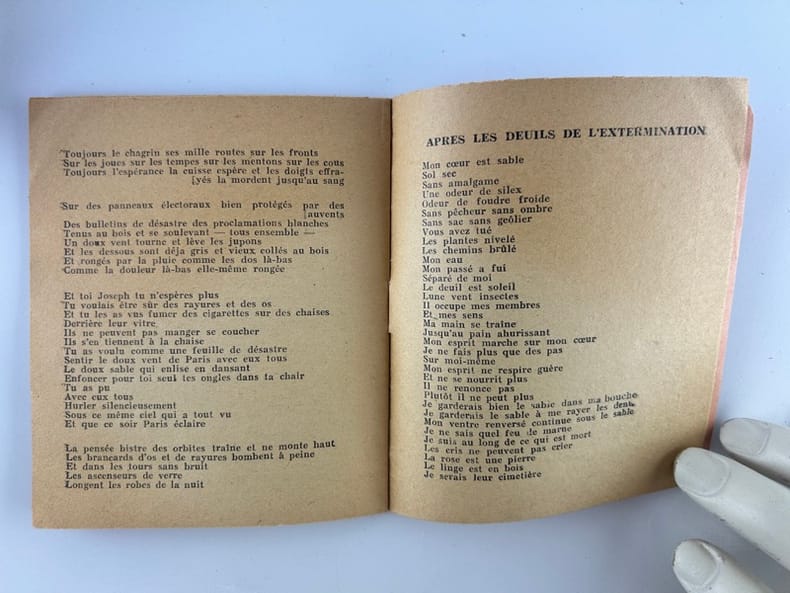 Toujours le chagrin ses mille routes sur les fronts
Sur les joues sur les tempes sur les mentons sur les cous
Toujours l'espérance la cuisse espère et les doigts effra-
[yés la mordent jusqu'au sang
Sur des panneaux électoraux bien protégés par des
[auvents
Des bulletins de désastre des proclamations blanches
Tenus au bois et se soulevant — tous ensemble —
Un doux vent tourne et lève les jupons
Et les dessous sont déja gris et vieux collés au bois
Et rongés par la pluie comme les dos là-bas
Comme la douleur là-bas elle-même rongée
Et toi Joseph tu n'espères plus
Tu voulais être sûr des rayures et des os
Et tu les as vus fumer des cigarettes sur des chaises
Derrière leur vitre
Ils ne peuvent pas manger se coucher
Ils s'en tiennent à la chaise
Tu as voulu comme une feuille de désastre
Sentir le doux vent de Paris avec eux tous
Le doux sable qui enlise en dansant
Enfoncer pour toi seul tes ongles dans ta chair
Tu as pu
Avec eux tous
Hurler silencieusement
Sous ce même ciel qui a tout vu
Et que ce soir Paris éclaire
La pensée bistre des orbites traîne et ne monte haut
Les brancards d'os et de rayures bombent à peine
Et dans les tours sans bruit
Les ascenseurs de verre
Longent les robes de la nuit
APRES LES DEUILS DE L'EXTERMINATION
Mon cœur est sable
Sol sec
Sans amalgame
Une odeur de silex
Odeur de foudre froide
Sans pêcheur sans ombre
Sans sac sans geôlier
Vous avez tué
Les plantes nivelé
Les chemins brûlé
Mon eau
Mon passé a fui
Séparé de moi
Le deuil est soleil
Lune vent insectes
Il occupe mes membres
Et mes sens
Ma main se traîne
Jusqu'au pain ahurissant
Mon esprit marche sur mon cœur
Je ne fais plus que des pas
Sur moi-même
Mon esprit ne respire guère
Et ne se nourrit plus
Il ne renonce pas
Plutôt il ne peut plus
Je garderais bien le sable dans ma bouche
Je garderais le sable à me rayer les dents
Mon ventre renversé continue sous le sable
Je ne sais quel feu de marne
Je suis au long de ce qui est mort
Les cris ne peuvent pas crier
La rose est une pierre
Le linge est en bois
Je serais leur cimetière